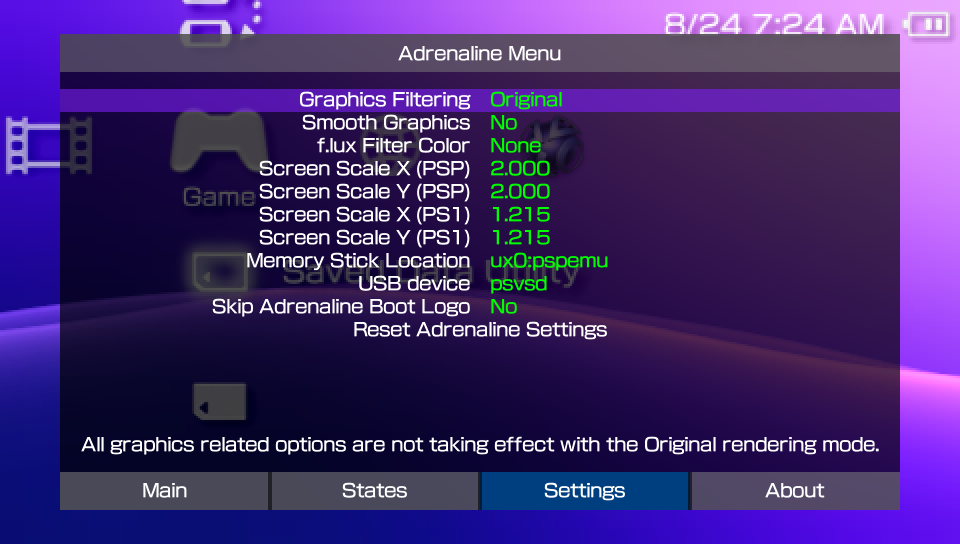 8/24 7:24 AM
Adrenaline Menu
Graphics Filtering Original
Smooth Graphics No
f.lux Filter Color None
Screen Scale X (PSP) 2.000
Game
Screen Scale Y (PSP) 2.000
Screen Scale X (PS1) 1.215
Screen Scale Y (PS1) 1.215
Memory Stick Location ux0:pspemu
Saved Data Utility
USB device psvsd
Skip Adrenaline Boot Logo No
Reset Adrenaline Settings
All graphics related options are not taking effect with the Original rendering mode.
Main States Settings About